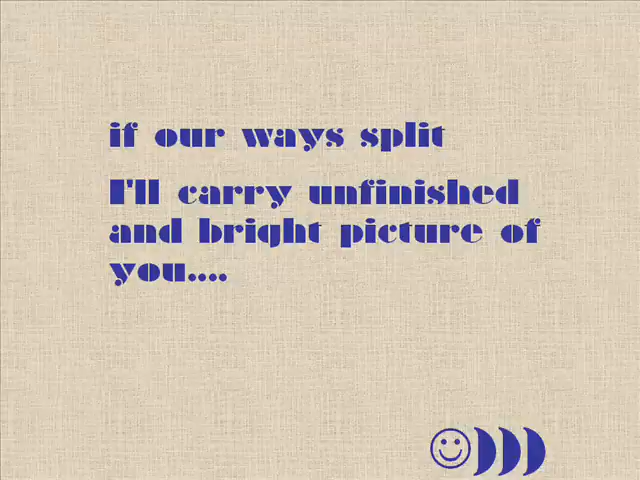 if our ways split
I'll carry unfinished
and bright picture of
you....
☺)))